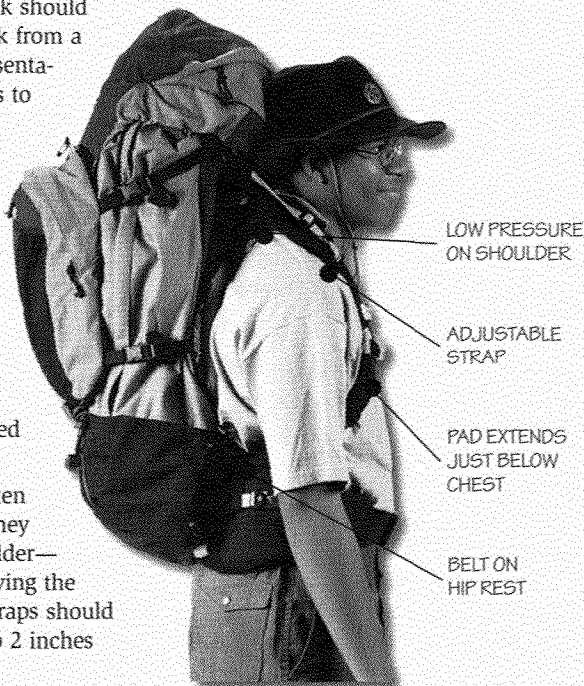 k should
k from a
senta-
s to
LOW PRESSURE
ON SHOULDER
ADJUSTABLE
STRAP
PAD EXTENDS
JUST BELOW
CHEST
BELT ON
HIP REST
ed
en
hey
lder—
ying the
raps should
2 inches